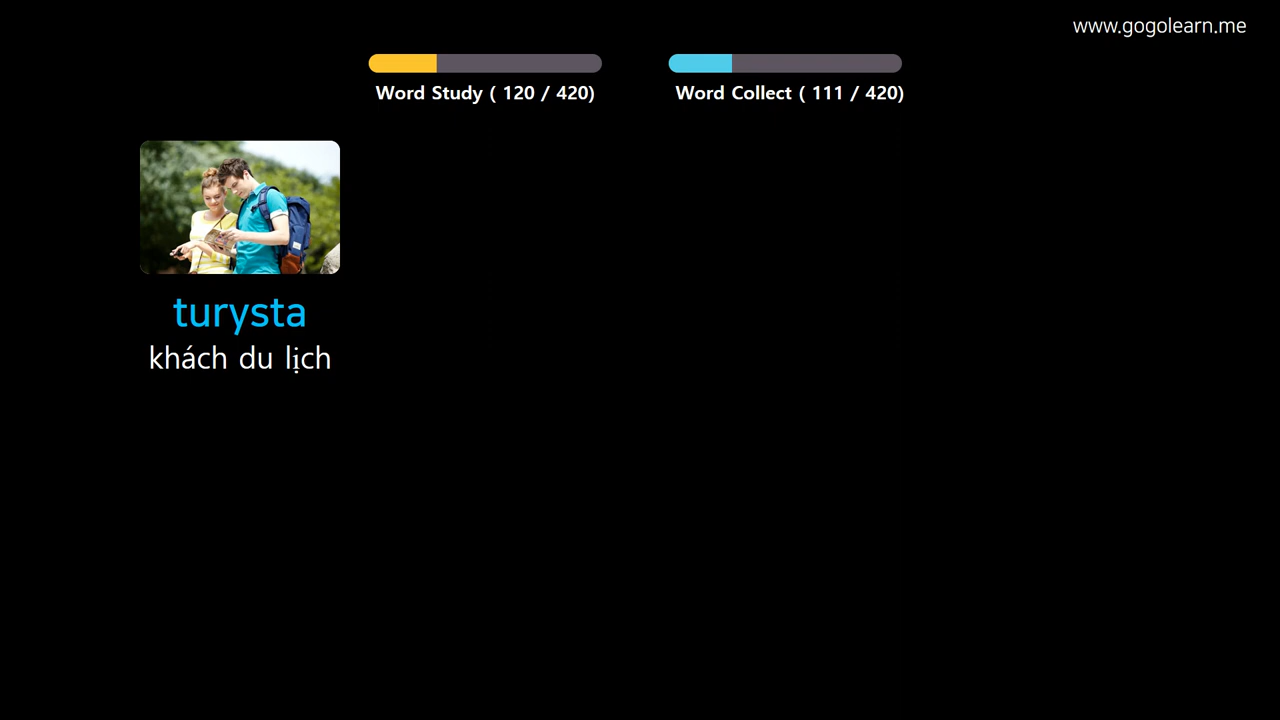 www.gogolearn.me
Word Study ( 120 / 420)
Word Collect ( 111 / 420)
turysta
khách du lịch